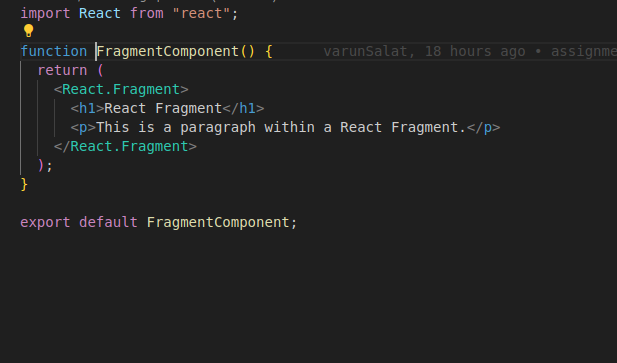 import React from "react";
function FragmentComponent() { varunSalat, 18 hours ago • assignme
return (
<React.Fragment>
<h1>React Fragment</h1>
<p>This is a paragraph within a React Fragment.</p>
</React.Fragment>
);
}
export default FragmentComponent;